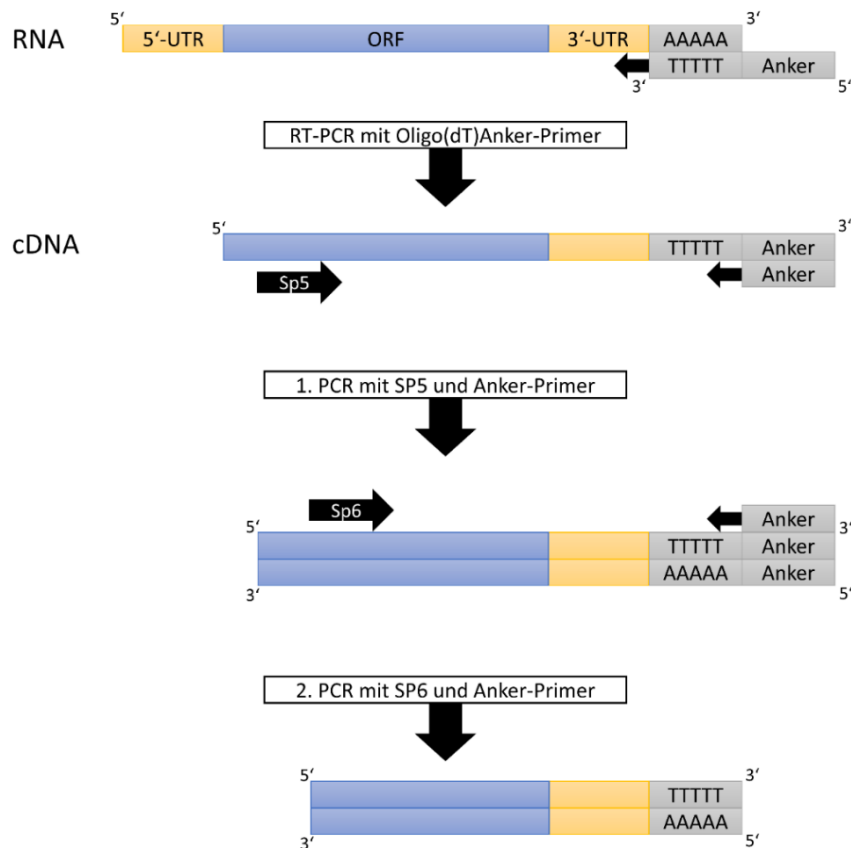 5‘ 3‘
RNA 5‘-UTR ORF 3‘-UTR AAAAA
TTTTT Anker
3‘ 5‘
RT-PCR mit Oligo(dT)Anker-Primer
5‘ 3‘
cDNA TTTTT Anker
Sp5 Anker
1. PCR mit SP5 und Anker-Primer
Sp6 Anker
5‘ TTTTT Anker 3‘
3‘ AAAAA Anker 5‘
2. PCR mit SP6 und Anker-Primer
5‘ 3‘
TTTTT
AAAAA
3‘ 5‘